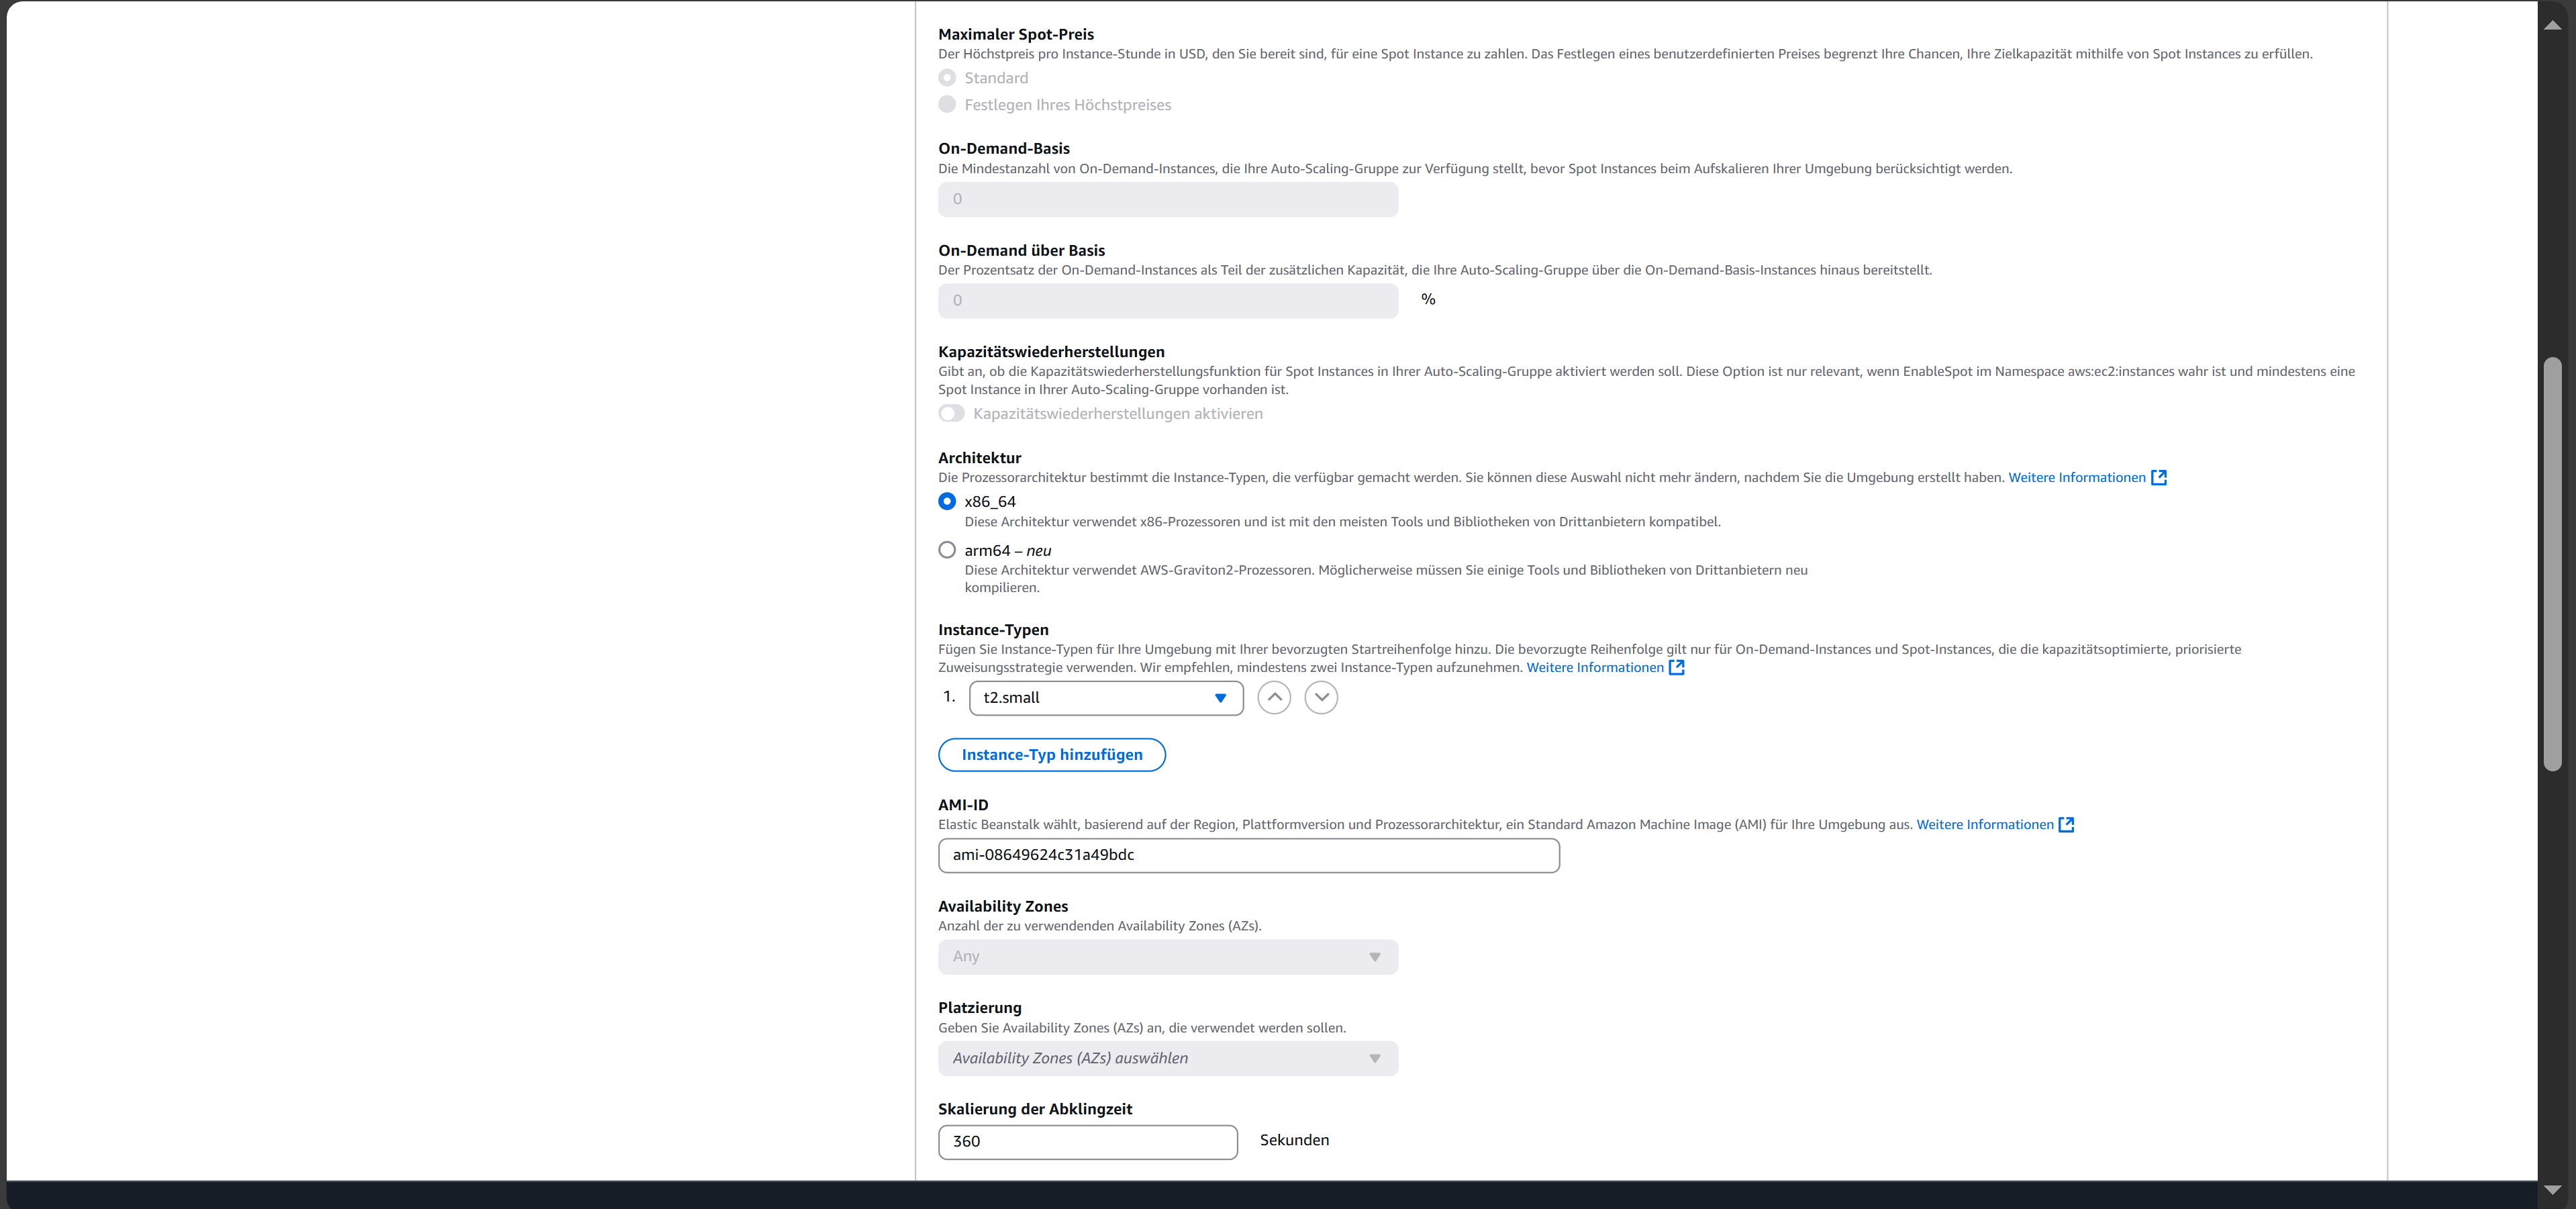 Maximaler Spot-Preis
Der Höchstpreis pro Instance-Stunde in USD, den Sie bereit sind, für eine Spot Instance zu zahlen. Das Festlegen eines benutzerdefinierten Preises begrenzt Ihre Chancen, Ihre Zielkapazität mithilfe von Spot Instances zu erfüllen.
Standard
Festlegen Ihres Höchstpreises
On-Demand-Basis
Die Mindestanzahl von On-Demand-Instances, die Ihre Auto-Scaling-Gruppe zur Verfügung stellt, bevor Spot Instances beim Aufskalieren Ihrer Umgebung berücksichtigt werden.
0
On-Demand über Basis
Der Prozentsatz der On-Demand-Instances als Teil der zusätzlichen Kapazität, die Ihre Auto-Scaling-Gruppe über die On-Demand-Basis-Instances hinaus bereitstellt.
0 %
Kapazitätswiederherstellungen
Gibt an, ob die Kapazitätswiederherstellungsfunktion für Spot Instances in Ihrer Auto-Scaling-Gruppe aktiviert werden soll. Diese Option ist nur relevant, wenn EnableSpot im Namespace aws:ec2:instances wahr ist und mindestens eine
Spot Instance in Ihrer Auto-Scaling-Gruppe vorhanden ist.
Kapazitätswiederherstellungen aktivieren
Architektur
Die Prozessorarchitektur bestimmt die Instance-Typen, die verfügbar gemacht werden. Sie können diese Auswahl nicht mehr ändern, nachdem Sie die Umgebung erstellt haben. Weitere Informationen
x86_64
Diese Architektur verwendet x86-Prozessoren und ist mit den meisten Tools und Bibliotheken von Drittanbietern kompatibel.
arm64 – neu
Diese Architektur verwendet AWS-Graviton2-Prozessoren. Möglicherweise müssen Sie einige Tools und Bibliotheken von Drittanbietern neu
kompilieren.
Instance-Typen
Fügen Sie Instance-Typen für Ihre Umgebung mit Ihrer bevorzugten Startreihenfolge hinzu. Die bevorzugte Reihenfolge gilt nur für On-Demand-Instances und Spot-Instances, die die kapazitätsoptimierte, priorisierte
Zuweisungsstrategie verwenden. Wir empfehlen, mindestens zwei Instance-Typen aufzunehmen. Weitere Informationen
1. t2.small
Instance-Typ hinzufügen
AMI-ID
Elastic Beanstalk wählt, basierend auf der Region, Plattformversion und Prozessorarchitektur, ein Standard Amazon Machine Image (AMI) für Ihre Umgebung aus. Weitere Informationen
ami-08649624c31a49bdc
Availability Zones
Anzahl der zu verwendenden Availability Zones (AZs).
Any
Platzierung
Geben Sie Availability Zones (AZs) an, die verwendet werden sollen.
Availability Zones (AZs) auswählen
Skalierung der Abklingzeit
360 Sekunden